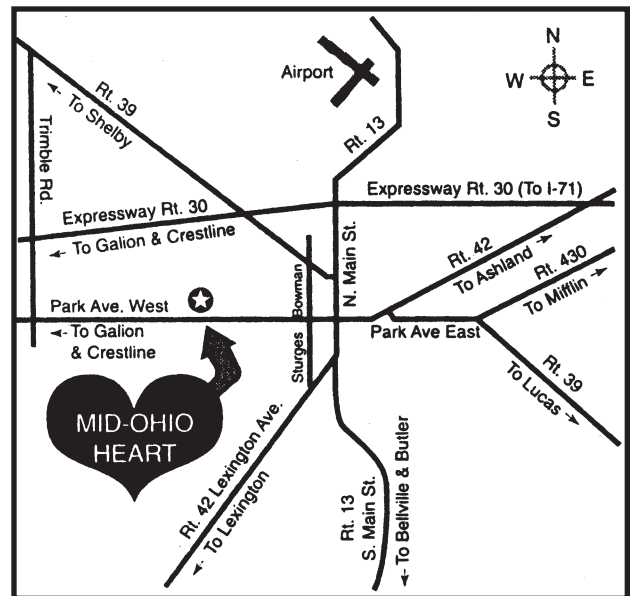 N
W E
S
Airport
Rt. 13
Rt. 39
← To Shelby
Trimble Rd.
Expressway Rt. 30 (To I-71)
Expressway Rt. 30
← To Galion & Crestline
N. Main St.
Rt. 42
To Ashland →
Rt. 430
To Mifflin →
Bowman
Sturges
Park Ave. West
← To Galion
& Crestline
Park Ave East
Rt. 39
To Lucas →
MID-OHIO
HEART
Rt. 42 Lexington Ave.
← To Lexington
Rt. 13
S. Main St.
← To Bellville & Butler